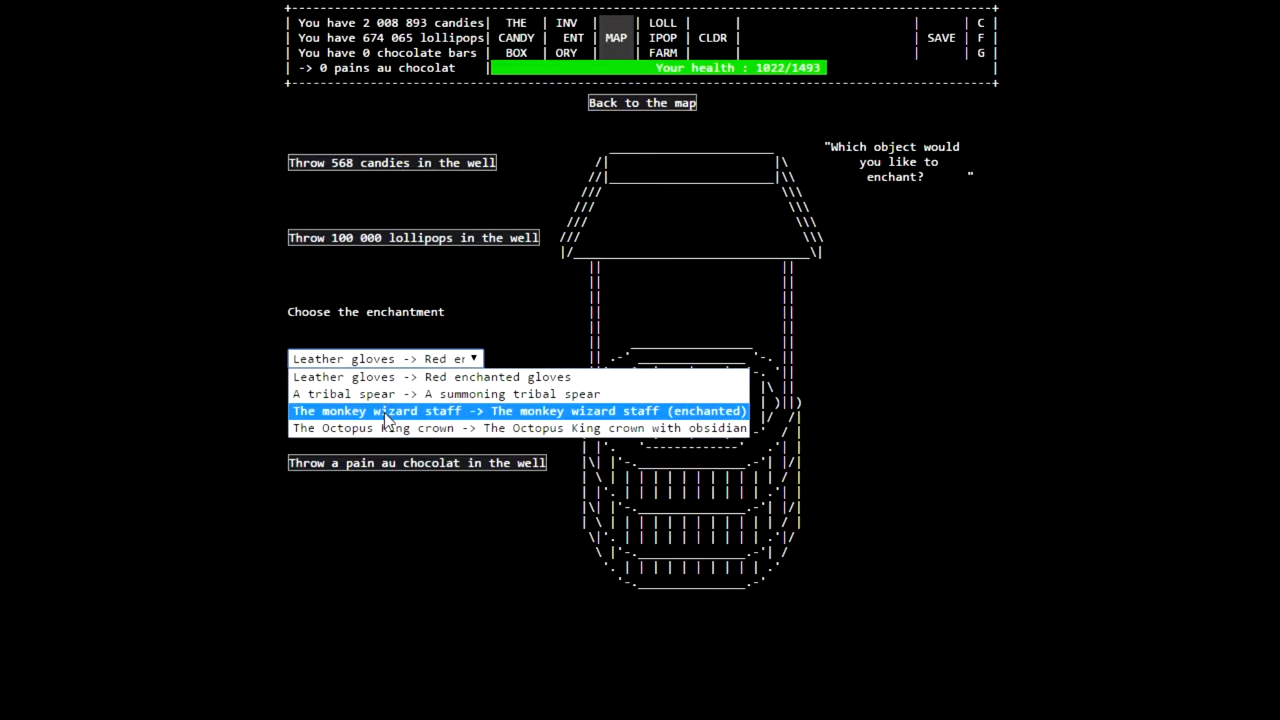 You have 2 008 893 candies THE INV LOLL C
You have 674 065 lollipops CANDY ENT MAP IPOP CLDR SAVE F
You have 0 chocolate bars BOX ORY FARM G
-> 0 pains au chocolat Your health : 1022/1493
Back to the map
"Which object would
you like to
enchant? "
Throw 568 candies in the well
Throw 100 000 lollipops in the well
Choose the enchantment
Leather gloves -> Red er
Leather gloves -> Red enchanted gloves
A tribal spear -> A summoning tribal spear
The monkey wizard staff -> The monkey wizard staff (enchanted)
The Octopus King crown -> The Octopus King crown with obsidian
Throw a pain au chocolat in the well